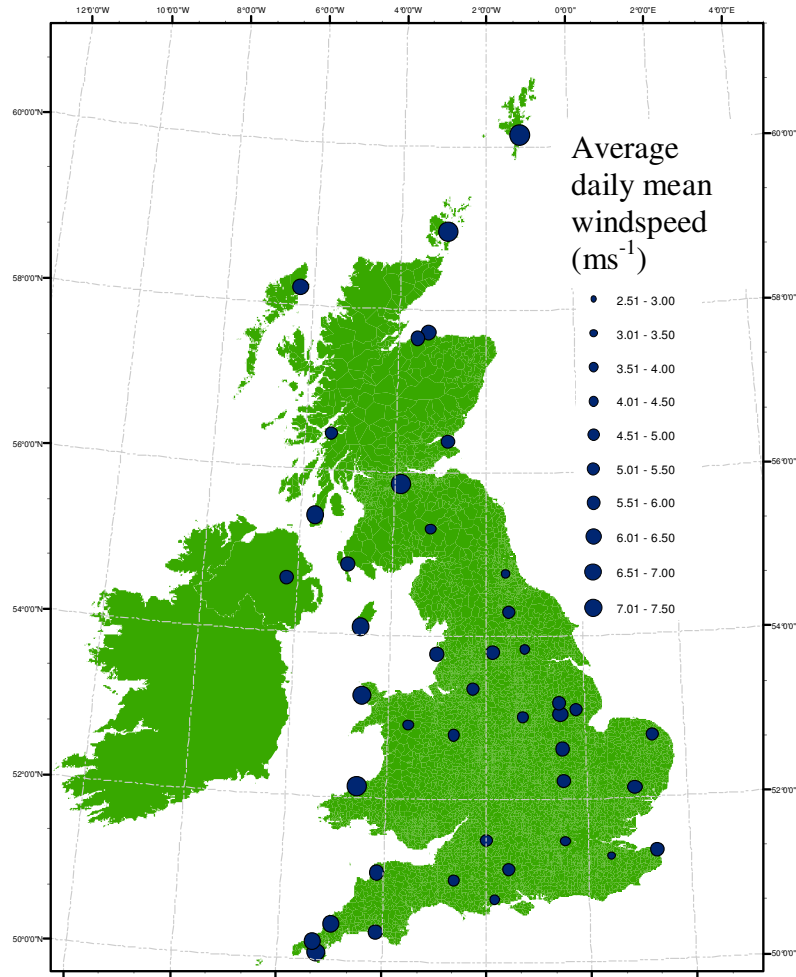 12°0'0"W 10°0'0"W 8°0'0"W 6°0'0"W 4°0'0"W 2°0'0"W 0°0'0" 2°0'0"E 4°0'0"E
60°0'0"N
60°0'0"N
Average
daily mean
windspeed
(ms-1)
58°0'0"N
58°0'0"N
2.51 - 3.00
3.01 - 3.50
3.51 - 4.00
4.01 - 4.50
4.51 - 5.00
5.01 - 5.50
5.51 - 6.00
6.01 - 6.50
6.51 - 7.00
7.01 - 7.50
56°0'0"N
56°0'0"N
54°0'0"N
54°0'0"N
52°0'0"N
52°0'0"N
50°0'0"N
50°0'0"N